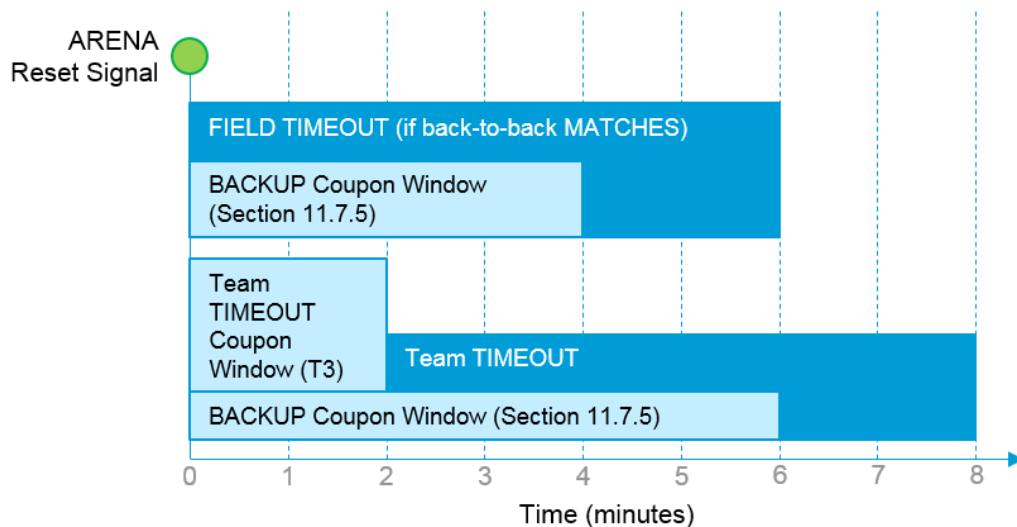 ARENA
Reset Signal
FIELD TIMEOUT (if back-to-back MATCHES)
BACKUP Coupon Window
(Section 11.7.5)
Team
TIMEOUT
Coupon
Window (T3)
Team TIMEOUT
BACKUP Coupon Window (Section 11.7.5)
0 1 2 3 4 5 6 7 8
Time (minutes)